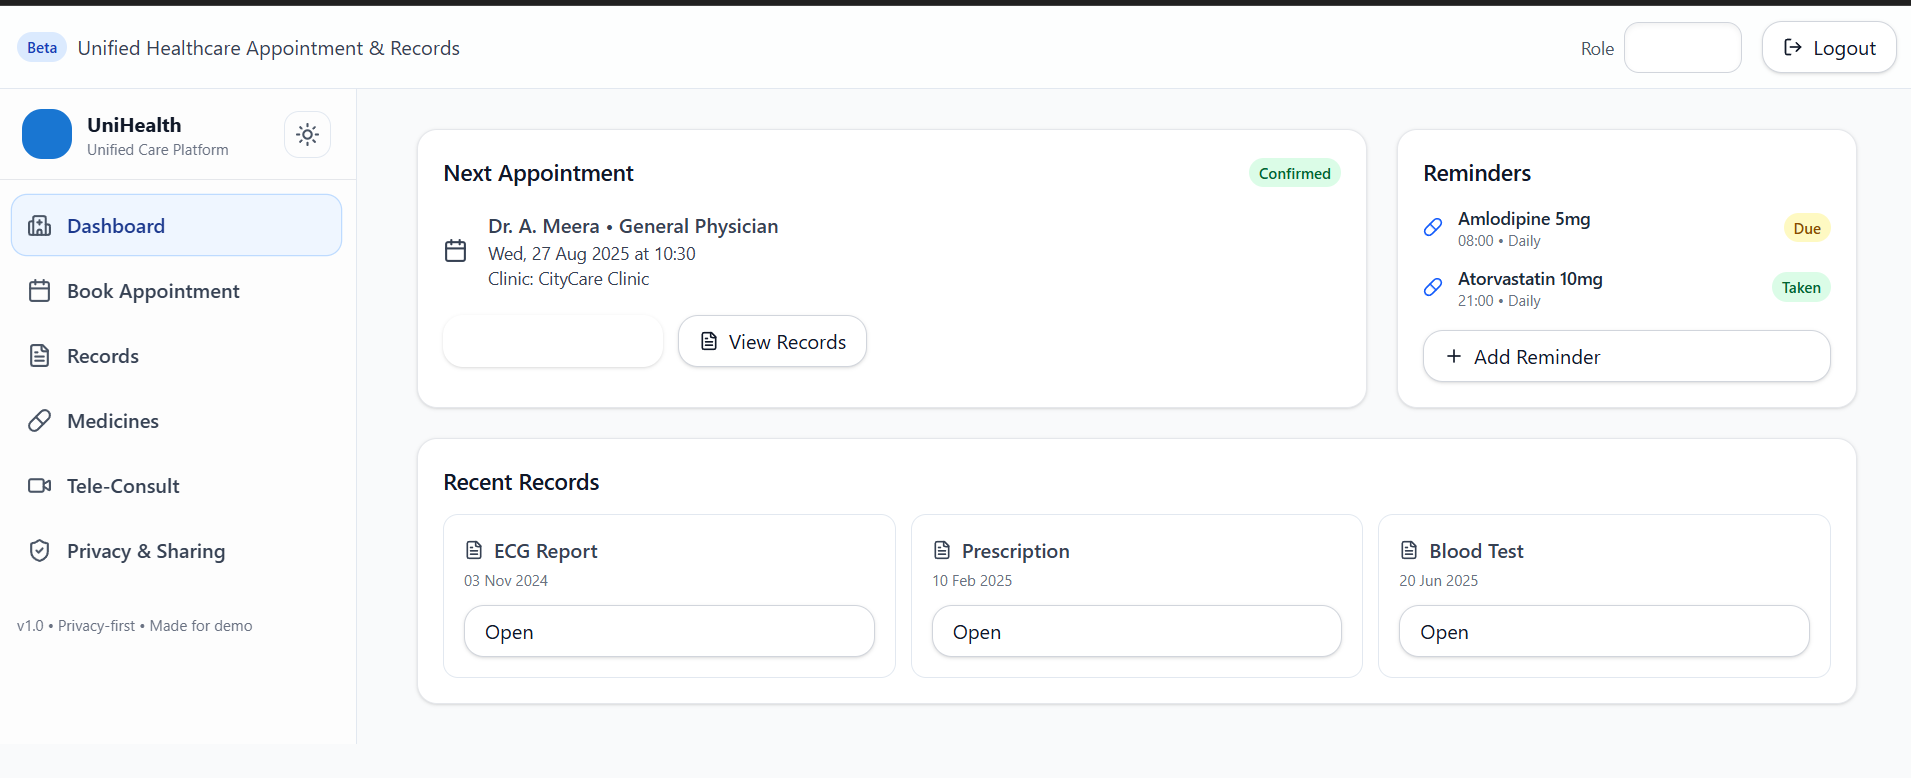 Beta Unified Healthcare Appointment & Records
Role
Logout
UniHealth
Unified Care Platform
Dashboard
Book Appointment
Records
Medicines
Tele-Consult
Privacy & Sharing
v1.0 • Privacy-first • Made for demo
Next Appointment
Confirmed
Dr. A. Meera • General Physician
Wed, 27 Aug 2025 at 10:30
Clinic: CityCare Clinic
View Records
Reminders
Amlodipine 5mg
08:00 • Daily
Due
Atorvastatin 10mg
21:00 • Daily
Taken
+ Add Reminder
Recent Records
ECG Report
03 Nov 2024
Open
Prescription
10 Feb 2025
Open
Blood Test
20 Jun 2025
Open